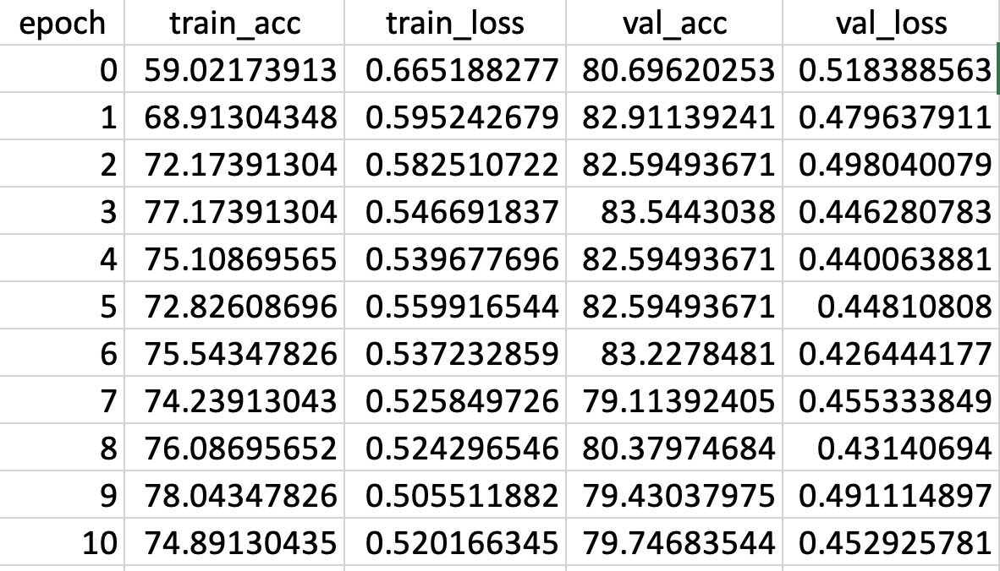 epoch train_acc train_loss val_acc val_loss
0 59.02173913 0.665188277 80.69620253 0.518388563
1 68.91304348 0.595242679 82.91139241 0.479637911
2 72.17391304 0.582510722 82.59493671 0.498040079
3 77.17391304 0.546691837 83.5443038 0.446280783
4 75.10869565 0.539677696 82.59493671 0.440063881
5 72.82608696 0.559916544 82.59493671 0.44810808
6 75.54347826 0.537232859 83.2278481 0.426444177
7 74.23913043 0.525849726 79.11392405 0.455333849
8 76.08695652 0.524296546 80.37974684 0.43140694
9 78.04347826 0.505511882 79.43037975 0.491114897
10 74.89130435 0.520166345 79.74683544 0.452925781